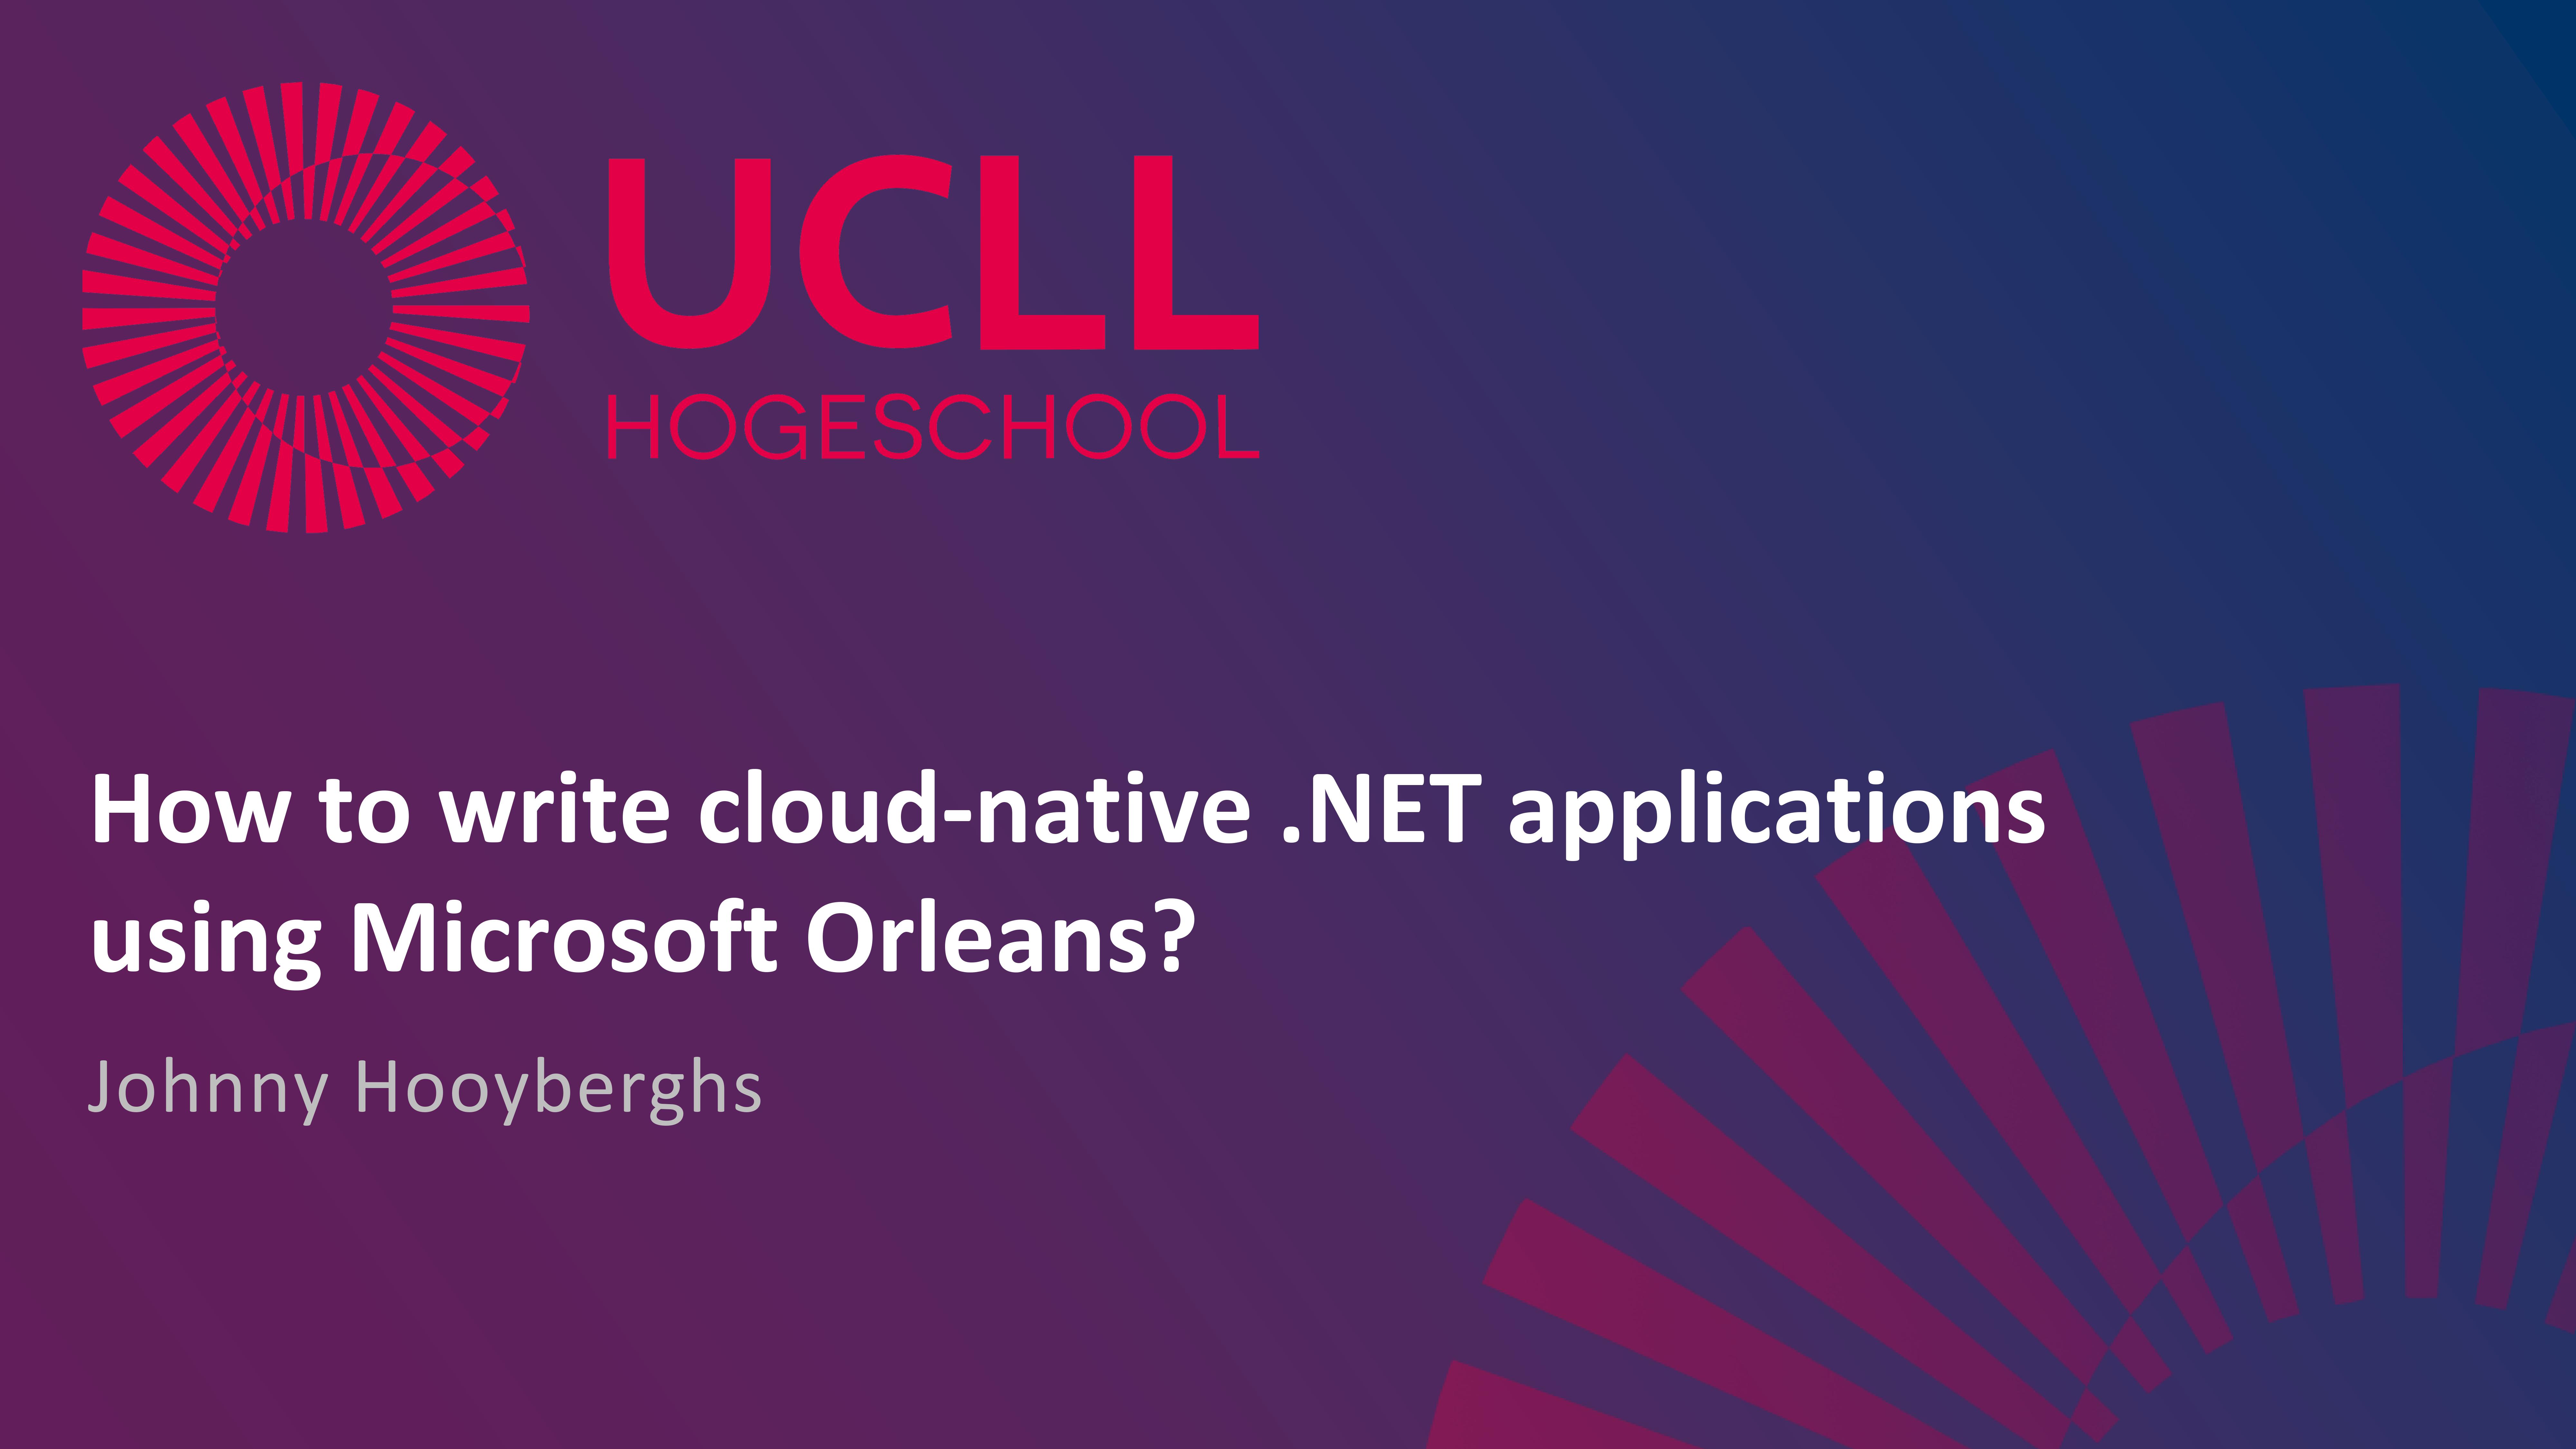 UCLL
HOGESCHOOL
How to write cloud-native .NET applications
using Microsoft Orleans?
Johnny Hooyberghs